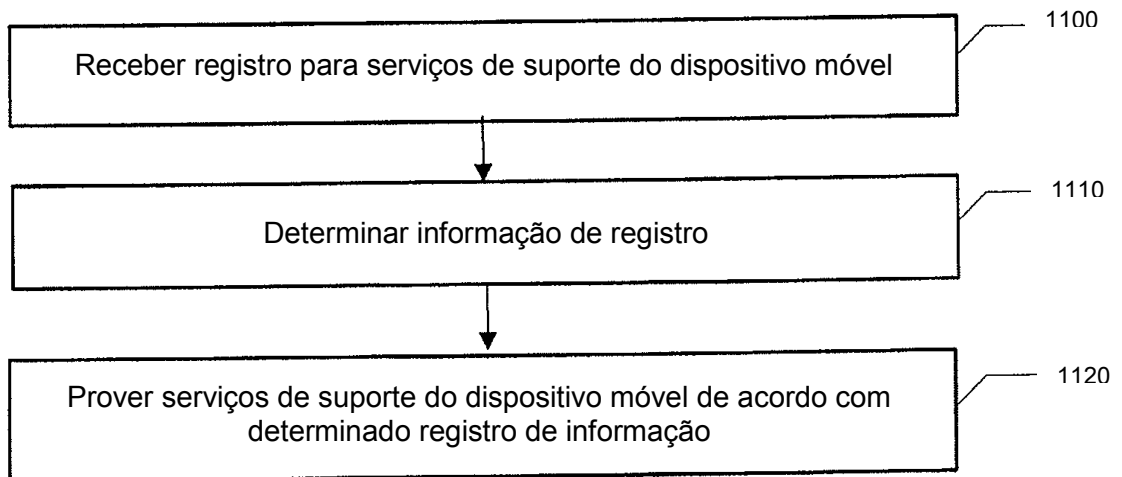 1100
Receber registro para serviços de suporte do dispositivo móvel
1110
Determinar informação de registro
1120
Prover serviços de suporte do dispositivo móvel de acordo com
determinado registro de informação